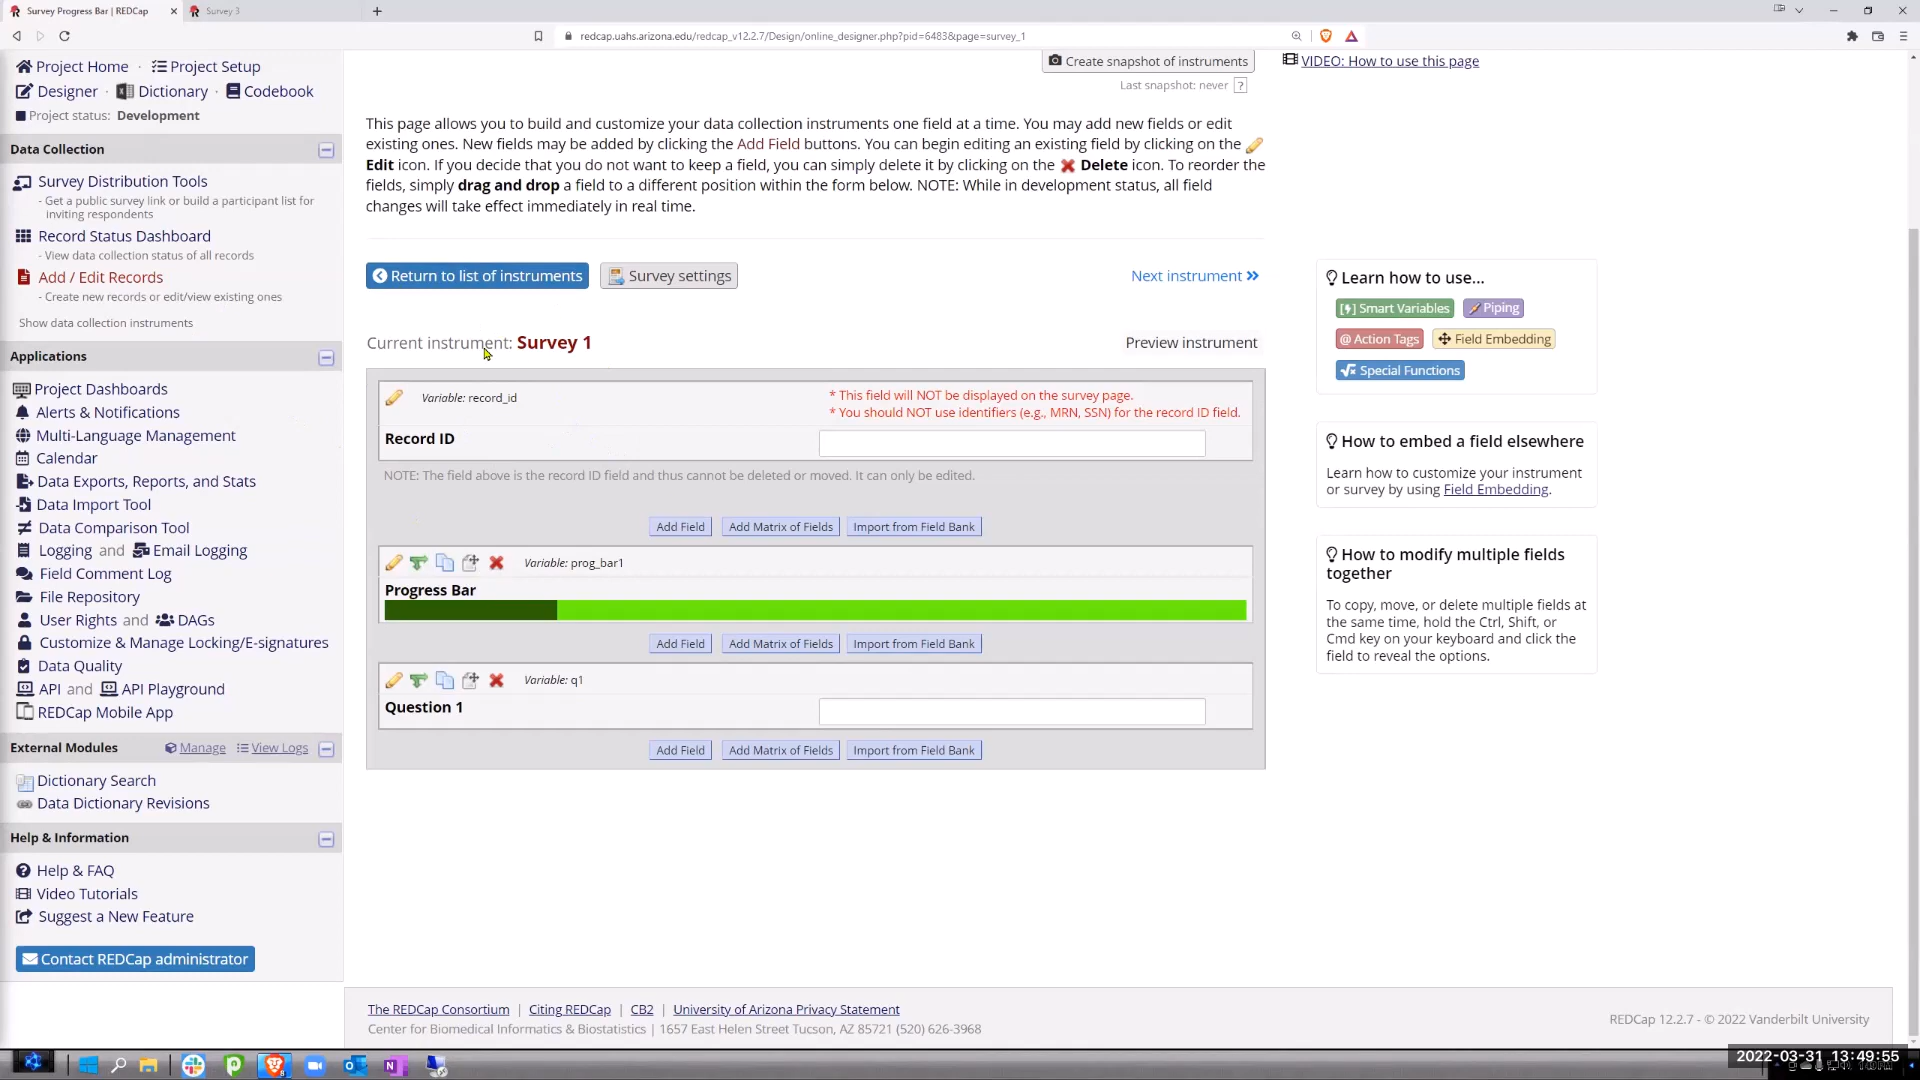 Survey Progress Bar | REDCap
Survey 3
redcap.uahs.arizona.edu/redcap_v12.2.7/Design/online_designer.php?pid=6483&page=survey_1
Project Home · Project Setup
Designer · Dictionary · Codebook
Project status: Development
Data Collection
Survey Distribution Tools
- Get a public survey link or build a participant list for
inviting respondents
Record Status Dashboard
- View data collection status of all records
Add / Edit Records
- Create new records or edit/view existing ones
Show data collection instruments
Applications
Project Dashboards
Alerts & Notifications
Multi-Language Management
Calendar
Data Exports, Reports, and Stats
Data Import Tool
Data Comparison Tool
Logging and Email Logging
Field Comment Log
File Repository
User Rights and DAGs
Customize & Manage Locking/E-signatures
Data Quality
API and API Playground
REDCap Mobile App
External Modules Manage View Logs
Dictionary Search
Data Dictionary Revisions
Help & Information
Help & FAQ
Video Tutorials
Suggest a New Feature
Contact REDCap administrator
Create snapshot of instruments
Last snapshot: never ?
VIDEO: How to use this page
This page allows you to build and customize your data collection instruments one field at a time. You may add new fields or edit
existing ones. New fields may be added by clicking the Add Field buttons. You can begin editing an existing field by clicking on the
Edit icon. If you decide that you do not want to keep a field, you can simply delete it by clicking on the Delete icon. To reorder the
fields, simply drag and drop a field to a different position within the form below. NOTE: While in development status, all field
changes will take effect immediately in real time.
Return to list of instruments Survey settings Next instrument
Current instrument: Survey 1 Preview instrument
Variable: record_id
* This field will NOT be displayed on the survey page.
* You should NOT use identifiers (e.g., MRN, SSN) for the record ID field.
Record ID
NOTE: The field above is the record ID field and thus cannot be deleted or moved. It can only be edited.
Add Field Add Matrix of Fields Import from Field Bank
Variable: prog_bar1
Progress Bar
Add Field Add Matrix of Fields Import from Field Bank
Variable: q1
Question 1
Add Field Add Matrix of Fields Import from Field Bank
Learn how to use...
[ ] Smart Variables Piping
@ Action Tags Field Embedding
Special Functions
How to embed a field elsewhere
Learn how to customize your instrument
or survey by using Field Embedding.
How to modify multiple fields
together
To copy, move, or delete multiple fields at
the same time, hold the Ctrl, Shift, or
Cmd key on your keyboard and click the
field to reveal the options.
The REDCap Consortium | Citing REDCap | CB2 | University of Arizona Privacy Statement
Center for Biomedical Informatics & Biostatistics | 1657 East Helen Street Tucson, AZ 85721 (520) 626-3968
REDCap 12.2.7 - © 2022 Vanderbilt University
2022-03-31 13:49:55